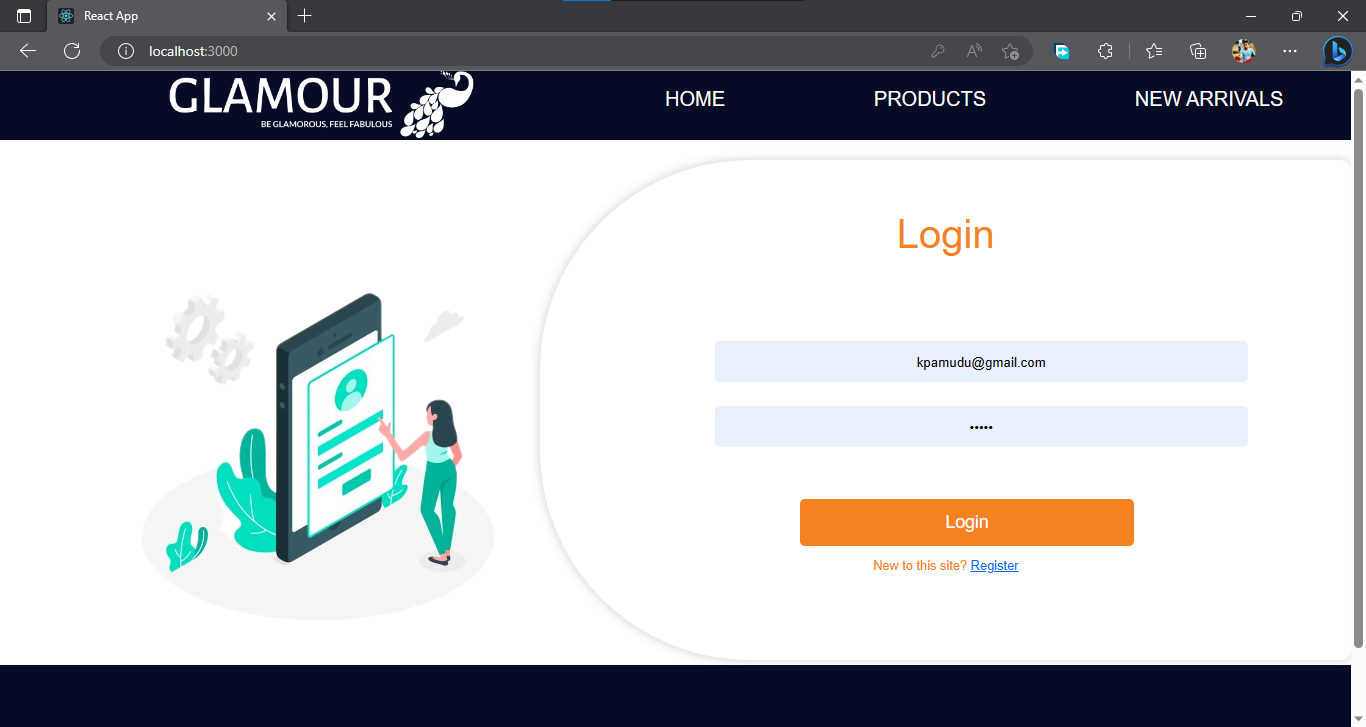 React App
localhost:3000
GLAMOUR
BE GLAMOROUS, FEEL FABULOUS
HOME
PRODUCTS
NEW ARRIVALS
Login
kpamudu@gmail.com
•••••
Login
New to this site? Register